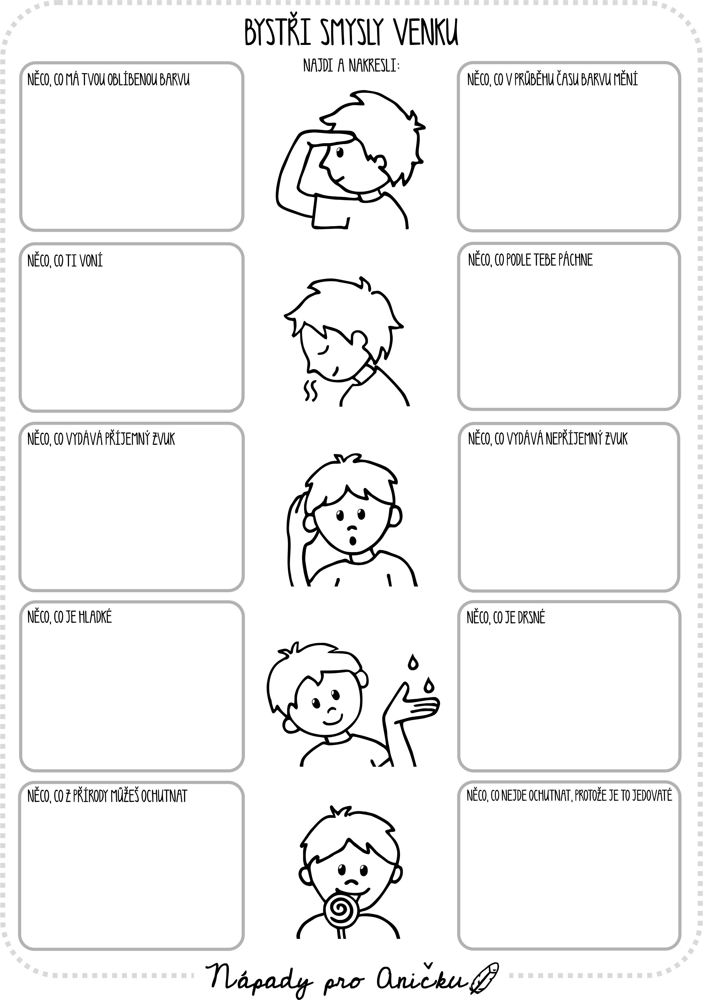 BYSTŘI SMYSLY VENKU
NAJDI A NAKRESLI:
NĚCO, CO MÁ TVOU OBLÍBENOU BARVU
NĚCO, CO V PRŮBĚHU ČASU BARVU MĚNÍ
NĚCO, CO TI VONÍ
NĚCO, CO PODLE TEBE PÁCHNE
NĚCO, CO VYDÁVÁ PŘÍJEMNÝ ZVUK
NĚCO, CO VYDÁVÁ NEPŘÍJEMNÝ ZVUK
NĚCO, CO JE HLADKÉ
NĚCO, CO JE DRSNÉ
NĚCO, CO Z PŘÍRODY MŮŽEŠ OCHUTNAT
NĚCO, CO NEJDE OCHUTNAT, PROTOŽE JE TO JEDOVATÉ
Nápady pro Aničku